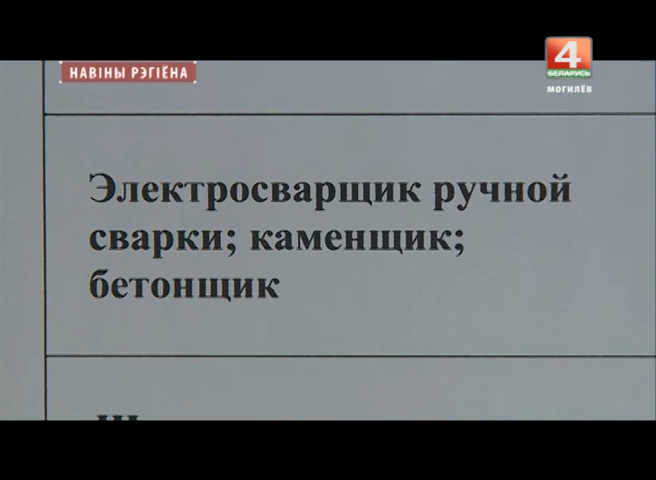 НАВІНЫ РЭГІЁНА
4
БЕЛАРУСЬ
МОГИЛЁВ
Электросварщик ручной
сварки; каменщик;
бетонщик